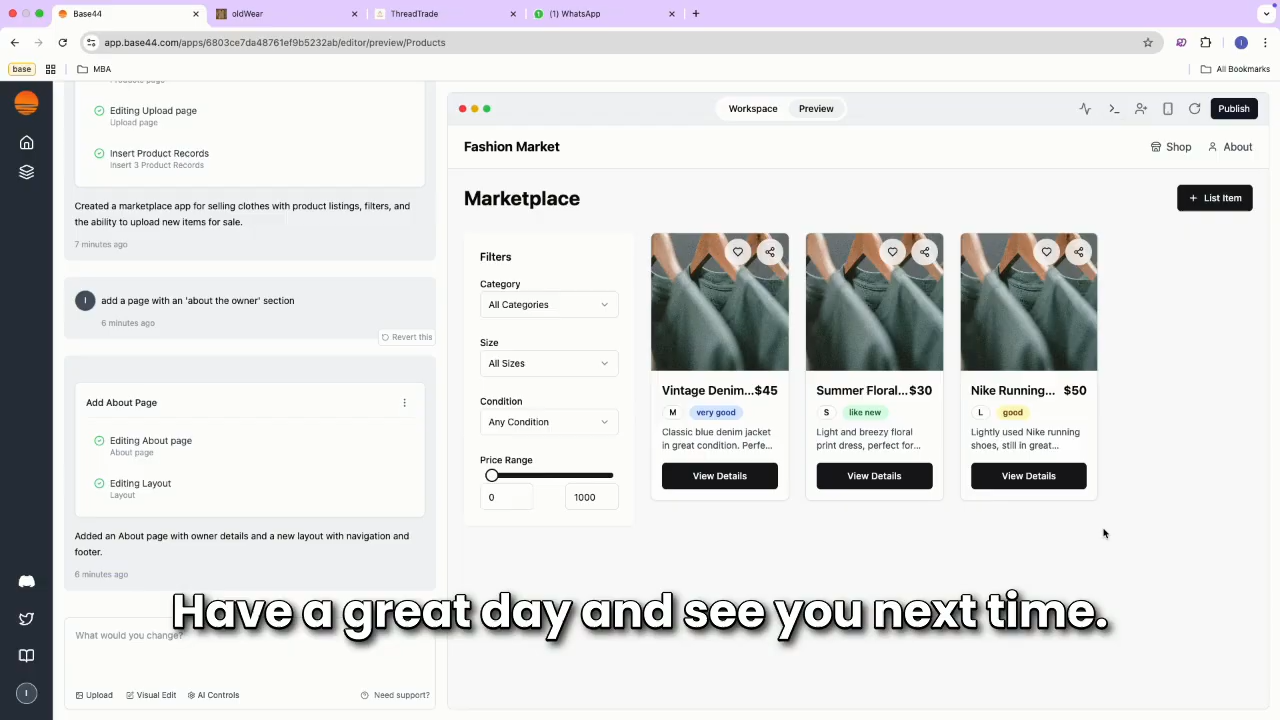 Base44
oldWear
ThreadTrade
(1) WhatsApp
app.base44.com/apps/6803ce7da48761ef9b5232ab/editor/preview/Products
base
MBA
All Bookmarks
Editing Upload page
Upload page
Insert Product Records
Insert 3 Product Records
Created a marketplace app for selling clothes with product listings, filters, and
the ability to upload new items for sale.
7 minutes ago
I
add a page with an 'about the owner' section
6 minutes ago
Revert this
Add About Page
Editing About page
About page
Editing Layout
Layout
Added an About page with owner details and a new layout with navigation and
footer.
6 minutes ago
What would you change?
Upload
Visual Edit
AI Controls
Need support?
I
Workspace
Preview
Publish
Fashion Market
Shop
About
Marketplace
+ List Item
Filters
Category
All Categories
Size
All Sizes
Condition
Any Condition
Price Range
0
1000
Vintage Denim...$45
M very good
Classic blue denim jacket
in great condition. Perfe...
View Details
Summer Floral...$30
S like new
Light and breezy floral
print dress, perfect for...
View Details
Nike Running... $50
L good
Lightly used Nike running
shoes, still in great...
View Details
Have a great day and see you next time.